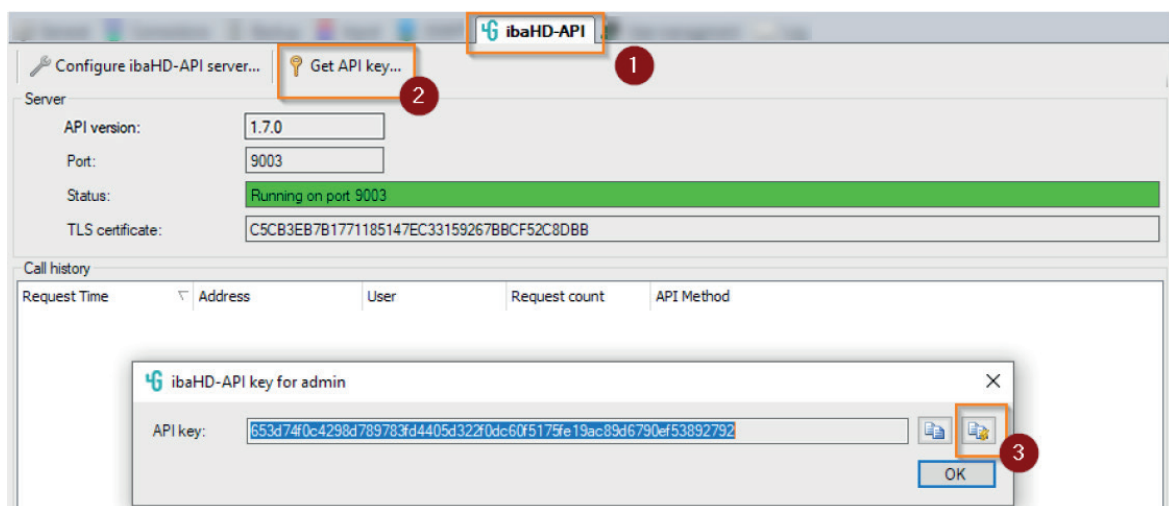 ibaHD-API
1
Configure ibaHD-API server... Get API key...
2
Server
API version: 1.7.0
Port: 9003
Status: Running on port 9003
TLS certificate: C5CB3EB7B1771185147EC33159267BBCF52C8DBB
Call history
Request Time Address User Request count API Method
ibaHD-API key for admin
API key: 653d74f0c4298d789783fd4405d322f0dc60f5175fe19ac89d6790ef53892792
3
OK